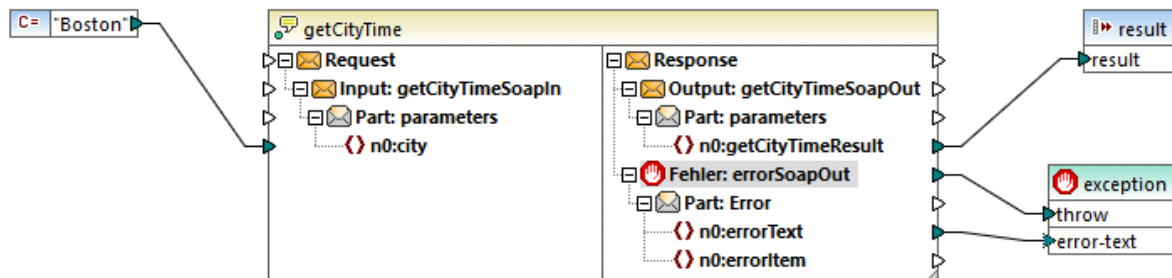 C= "Boston"
getCityTime
Request
Input: getCityTimeSoapIn
Part: parameters
n0:city
Response
Output: getCityTimeSoapOut
Part: parameters
n0:getCityTimeResult
Fehler: errorSoapOut
Part: Error
n0:errorText
n0:errorItem
result
result
exception
throw
error-text